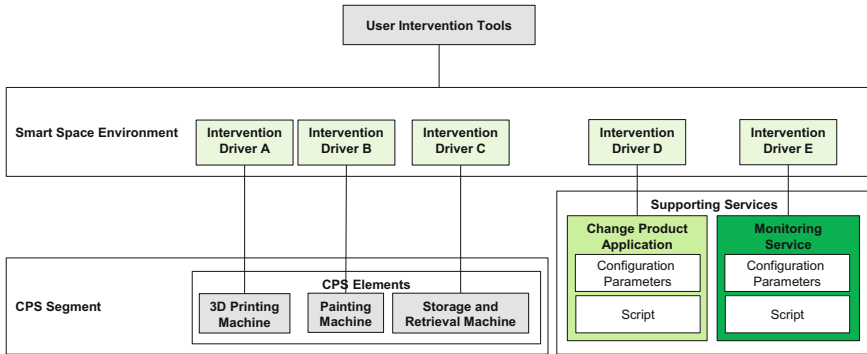 User Intervention Tools
Smart Space Environment
Intervention
Driver A
Intervention
Driver B
Intervention
Driver C
Intervention
Driver D
Intervention
Driver E
Supporting Services
Change Product
Application
Configuration
Parameters
Script
Monitoring
Service
Configuration
Parameters
Script
CPS Segment
CPS Elements
3D Printing
Machine
Painting
Machine
Storage and
Retrieval Machine